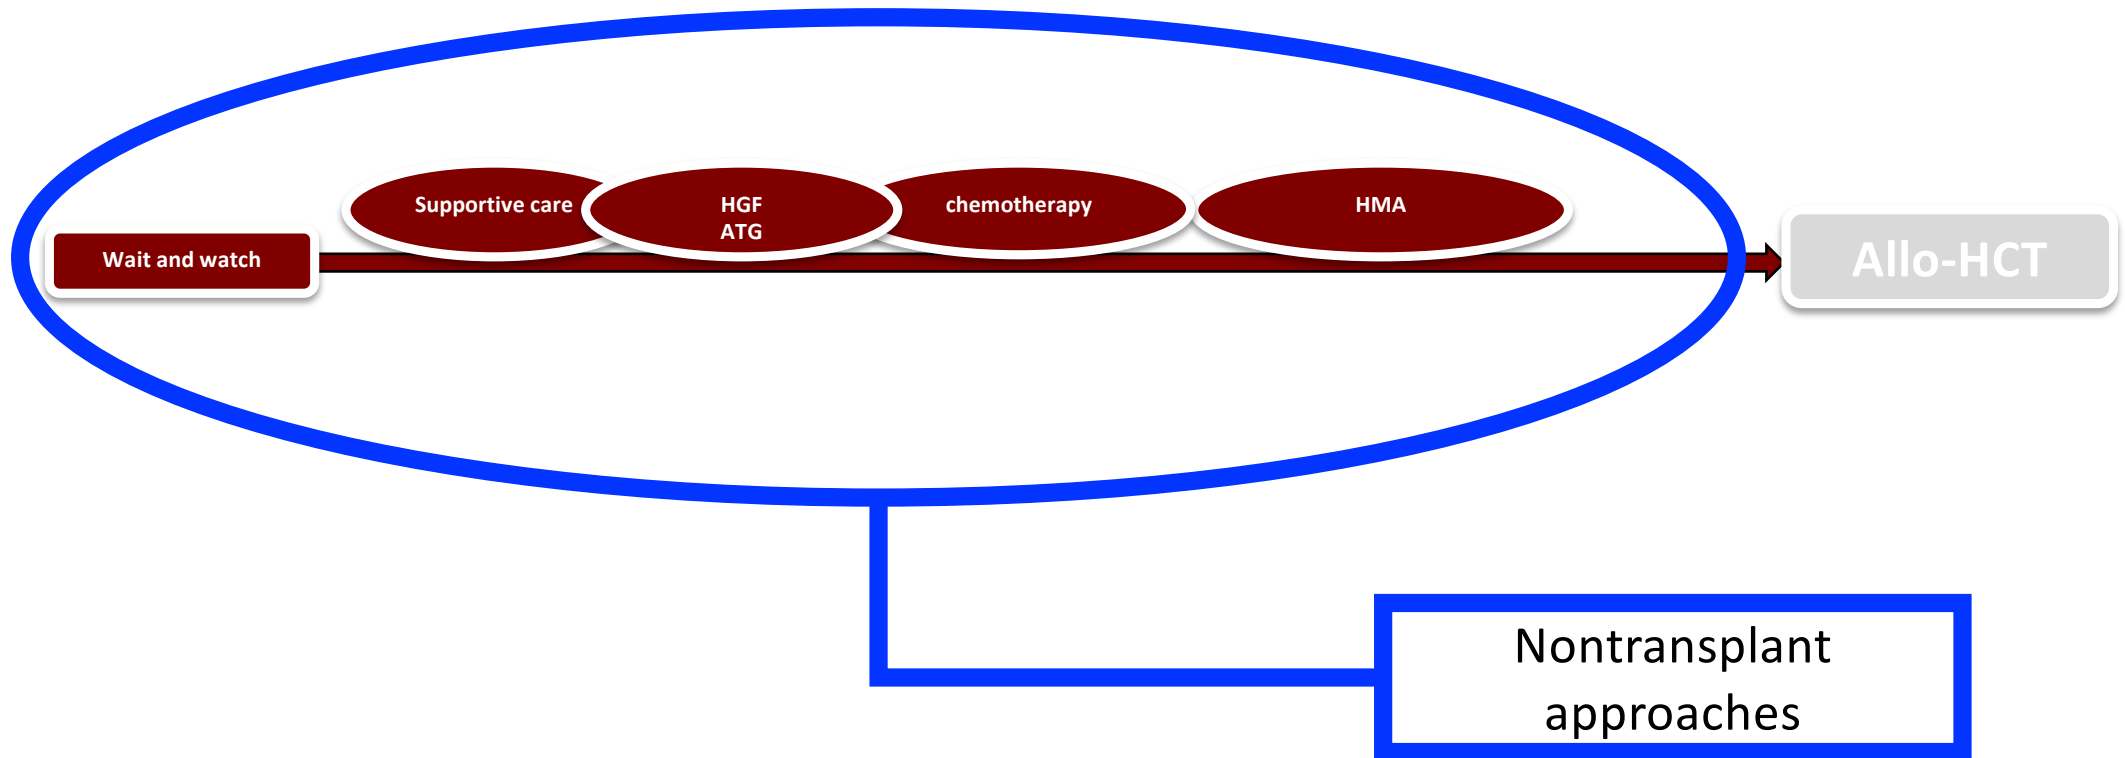 Supportive care
HGF
ATG
chemotherapy
HMA
Wait and watch
Allo-HCT
Nontransplant
approaches